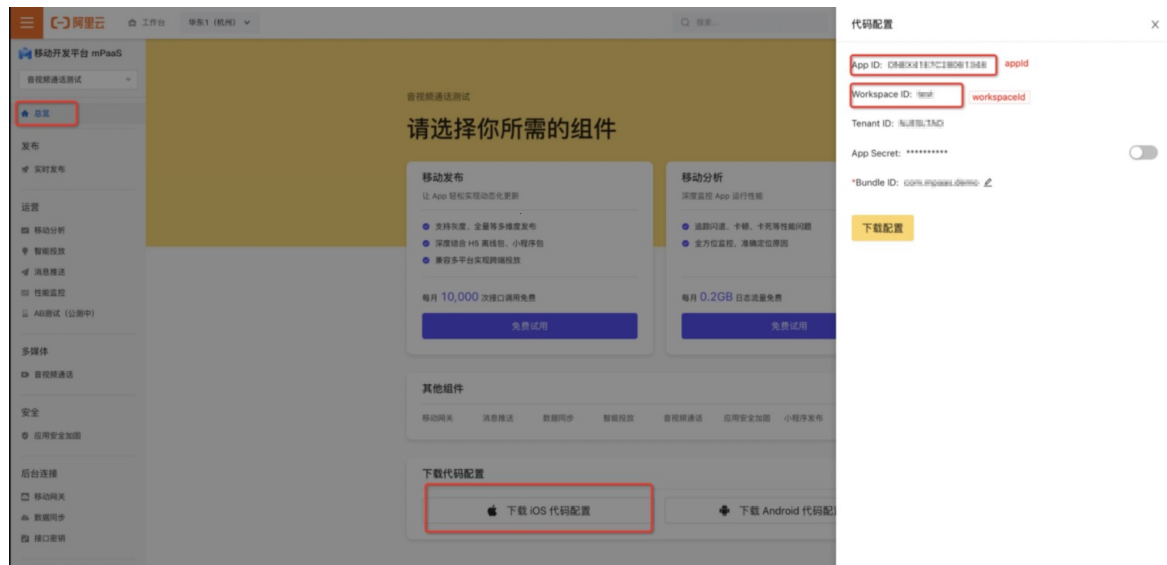 阿里云
工作台
华东1（杭州）
搜索...
移动开发平台 mPaaS
音视频通话测试
总览
发布
实时发布
运营
移动分析
智能投放
消息推送
性能监控
AB测试（公测中）
多媒体
音视频通话
安全
应用安全加固
后台连接
移动网关
数据同步
接口密钥
音视频通话测试
请选择你所需的组件
移动发布
让 App 轻松实现动态化更新
支持灰度、全量等多维度发布
深度结合 H5 离线包、小程序包
兼容多平台实现跨端投放
每月 10,000 次接口调用免费
免费试用
移动分析
深度监控 App 运行性能
追踪闪退、卡顿、卡死等性能问题
全方位监控，准确定位原因
每月 0.2GB 日志流量免费
免费试用
其他组件
移动网关 消息推送 数据同步 智能投放 音视频通话 应用安全加固 小程序发布
下载代码配置
下载 iOS 代码配置
下载 Android 代码配
代码配置
App ID: appId
Workspace ID: workspaceId
Tenant ID:
App Secret: **********
*Bundle ID: com.mpaas.demo
下载配置